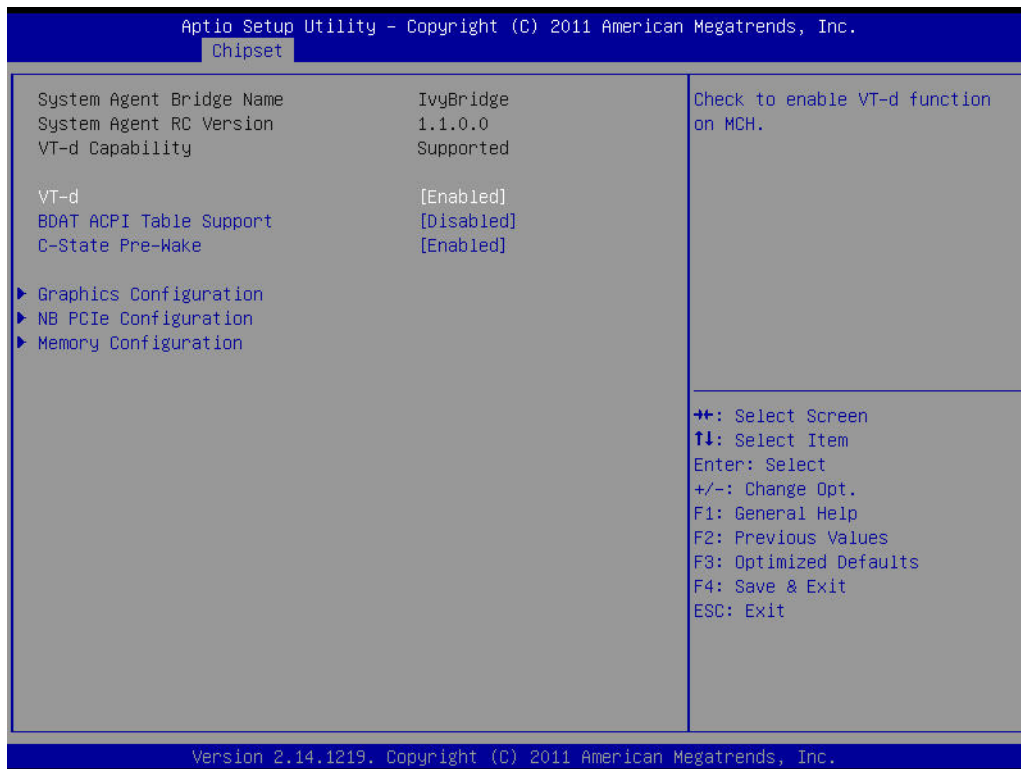 Aptio Setup Utility – Copyright (C) 2011 American Megatrends, Inc.
Chipset
System Agent Bridge Name IvyBridge
System Agent RC Version 1.1.0.0
VT-d Capability Supported
VT-d [Enabled]
BDAT ACPI Table Support [Disabled]
C-State Pre-Wake [Enabled]
▶ Graphics Configuration
▶ NB PCIe Configuration
▶ Memory Configuration
Check to enable VT-d function
on MCH.
→←: Select Screen
↑↓: Select Item
Enter: Select
+/-: Change Opt.
F1: General Help
F2: Previous Values
F3: Optimized Defaults
F4: Save & Exit
ESC: Exit
Version 2.14.1219. Copyright (C) 2011 American Megatrends, Inc.